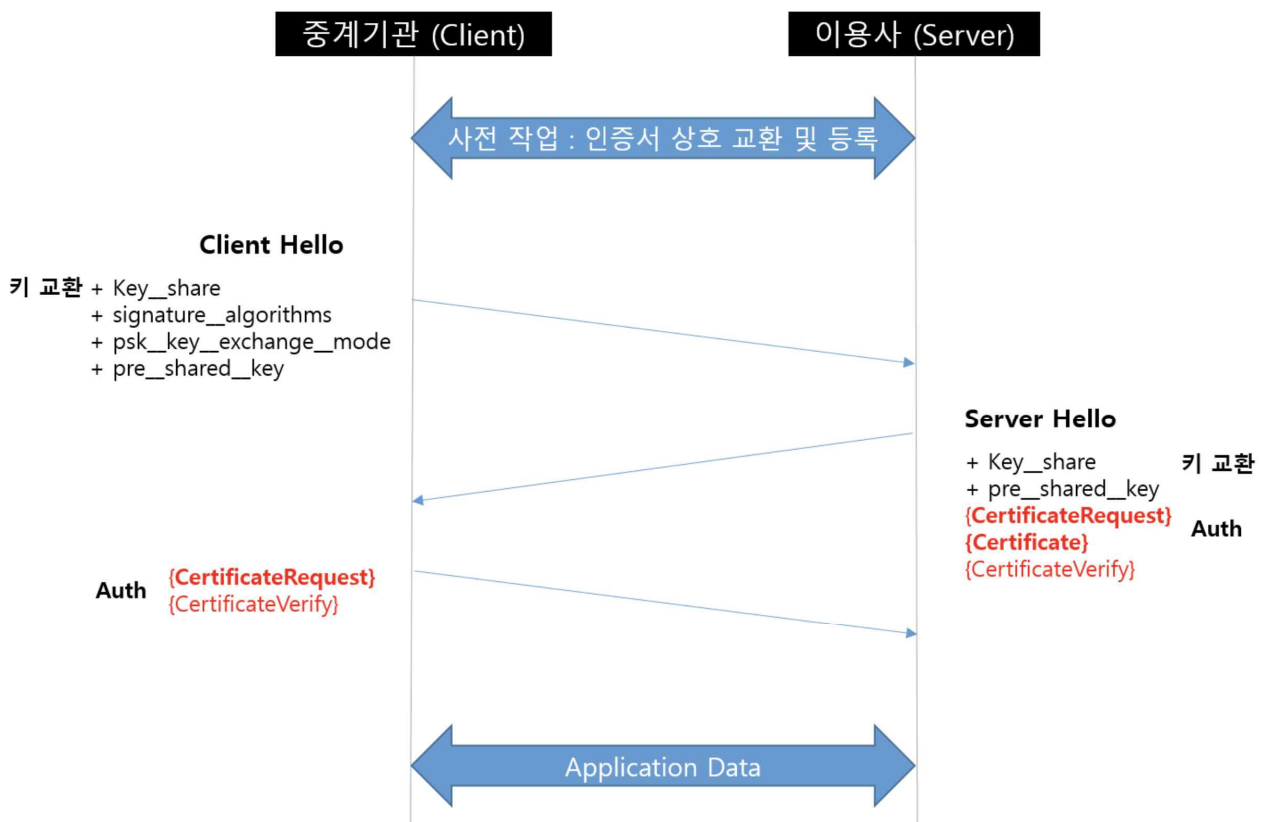 중계기관 (Client)
이용사 (Server)
사전 작업 : 인증서 상호 교환 및 등록
Client Hello
키 교환 + Key__share
+ signature__algorithms
+ psk__key__exchange__mode
+ pre__shared__key
Server Hello
+ Key__share 키 교환
+ pre__shared__key
{CertificateRequest}
{Certificate}
{CertificateVerify}
Auth
Auth
{CertificateRequest}
{CertificateVerify}
Application Data